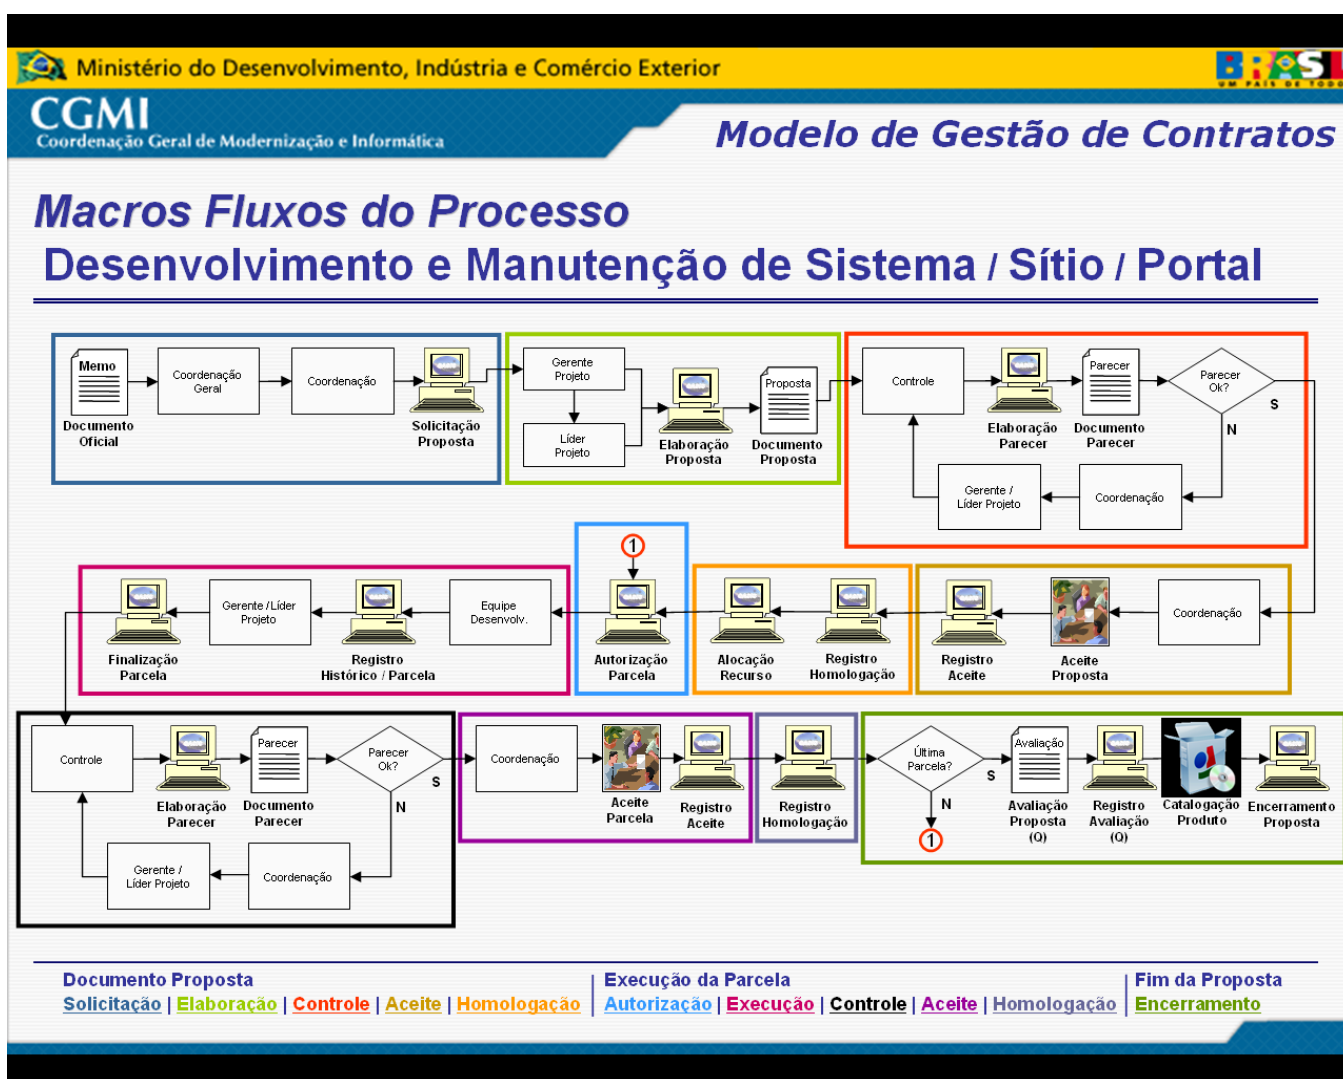 Ministério do Desenvolvimento, Indústria e Comércio Exterior
BRASIL
UM PAÍS DE TODO
CGMI
Coordenação Geral de Modernização e Informática
Modelo de Gestão de Contratos
Macros Fluxos do Processo
Desenvolvimento e Manutenção de Sistema / Sítio / Portal
Memo
Documento
Oficial
Coordenação
Geral
Coordenação
Solicitação
Proposta
Gerente
Projeto
Líder
Projeto
Elaboração
Proposta
Proposta
Documento
Proposta
Controle
Elaboração
Parecer
Parecer
Documento
Parecer
Parecer
Ok?
S
N
Coordenação
Gerente /
Líder Projeto
Coordenação
Aceite
Proposta
Registro
Aceite
Registro
Homologação
Alocação
Recurso
1
Autorização
Parcela
Equipe
Desenvolv.
Registro
Histórico / Parcela
Gerente / Líder
Projeto
Finalização
Parcela
Controle
Elaboração
Parecer
Parecer
Documento
Parecer
Parecer
Ok?
S
N
Coordenação
Gerente /
Líder Projeto
Coordenação
Aceite
Parcela
Registro
Aceite
Registro
Homologação
Última
Parcela?
S
N
1
Avaliação
Avaliação
Proposta
(Q)
Registro
Avaliação
(Q)
Catalogação
Produto
Encerramento
Proposta
Documento Proposta
Solicitação | Elaboração | Controle | Aceite | Homologação
Execução da Parcela
Autorização | Execução | Controle | Aceite | Homologação
Fim da Proposta
Encerramento